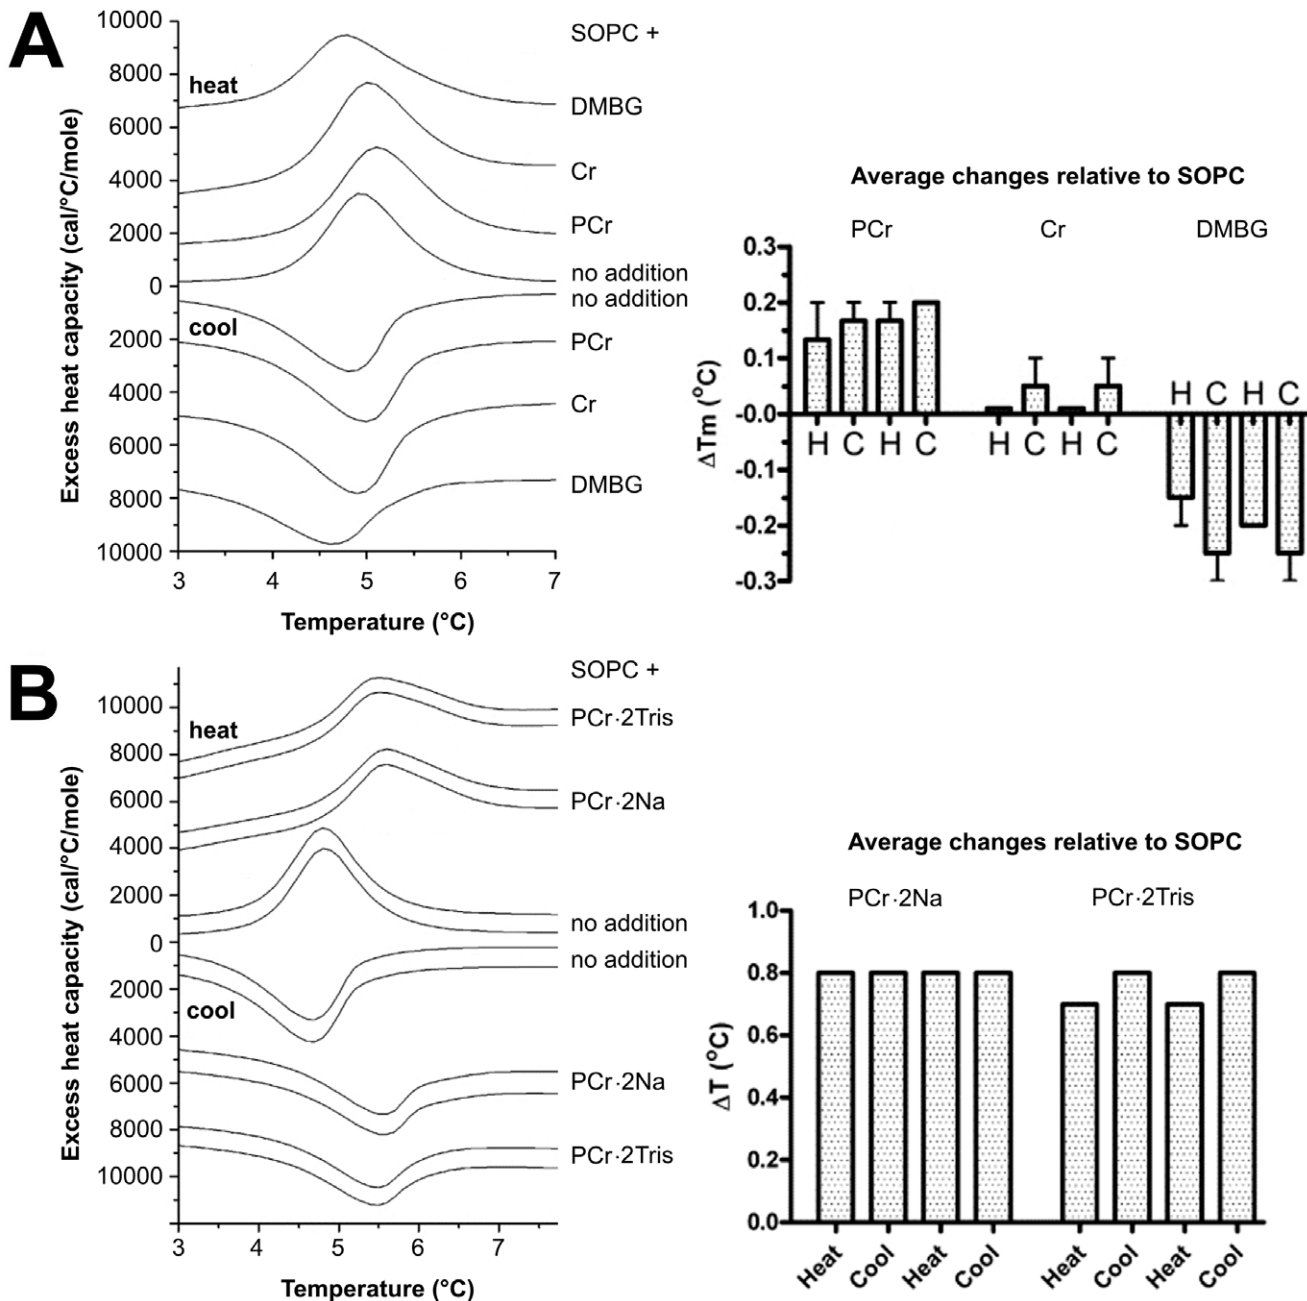 A
SOPC +
heat
DMBG
Cr
PCr
no addition
no addition
cool
PCr
Cr
DMBG
10000
8000
6000
4000
2000
0
2000
4000
6000
8000
10000
Excess heat capacity (cal/°C/mole)
3 4 5 6 7
Temperature (°C)
Average changes relative to SOPC
PCr Cr DMBG
0.3
0.2
0.1
-0.0
-0.1
-0.2
-0.3
ΔTm (°C)
H C H C
H C H C
H C H C
B
SOPC +
heat
PCr·2Tris
PCr·2Na
no addition
no addition
cool
PCr·2Na
PCr·2Tris
10000
8000
6000
4000
2000
0
2000
4000
6000
8000
10000
Excess heat capacity (cal/°C/mole)
3 4 5 6 7
Temperature (°C)
Average changes relative to SOPC
PCr·2Na PCr·2Tris
1.0
0.8
0.6
0.4
0.2
0.0
ΔT (°C)
Heat Cool Heat Cool Heat Cool Heat Cool